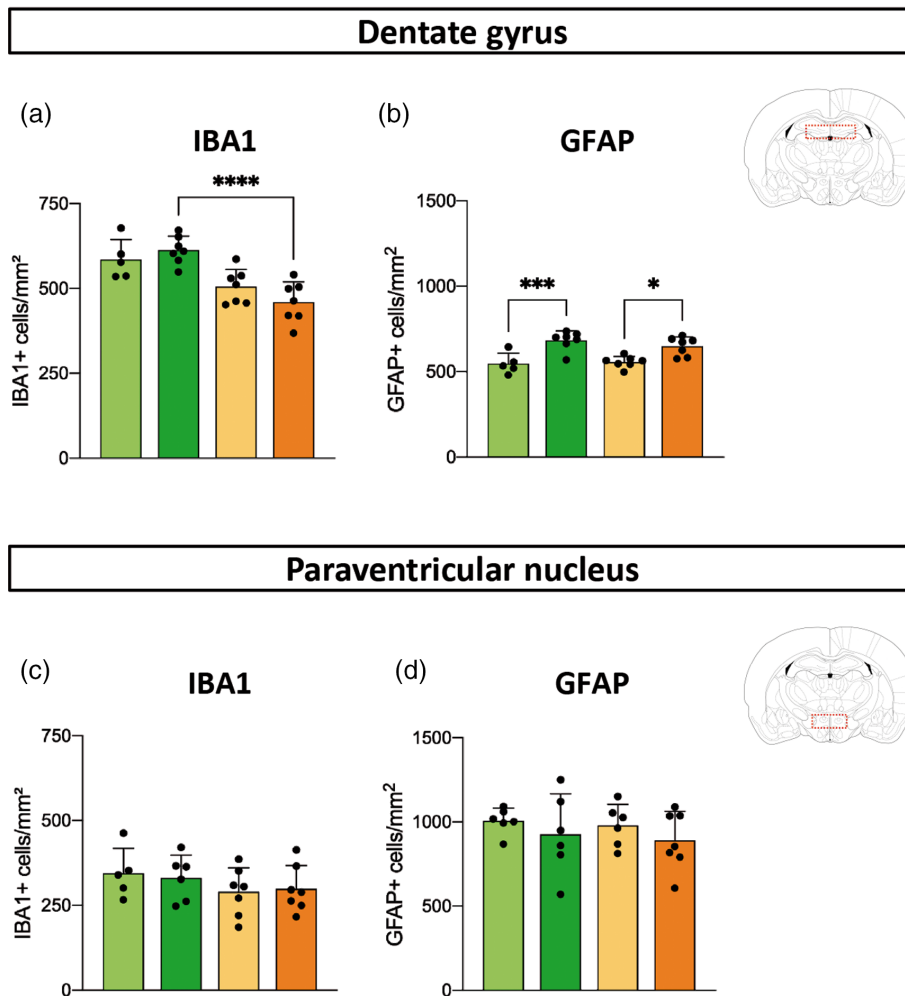 Dentate gyrus
(a)
IBA1
IBA1+ cells/mm²
750
500
250
0
****
(b)
GFAP
GFAP+ cells/mm²
1500
1000
500
0
***
*
Paraventricular nucleus
(c)
IBA1
IBA1+ cells/mm²
750
500
250
0
(d)
GFAP
GFAP+ cells/mm²
1500
1000
500
0